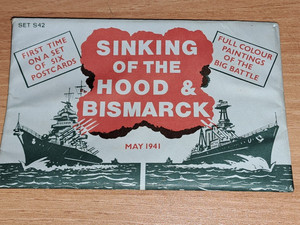 SET S42
FIRST TIME
ON A SET
OF SIX
POSTCARDS
SINKING
OF THE
HOOD &
BISMARCK
MAY 1941
FULL COLOUR
PAINTINGS
OF THE
BIG BATTLE